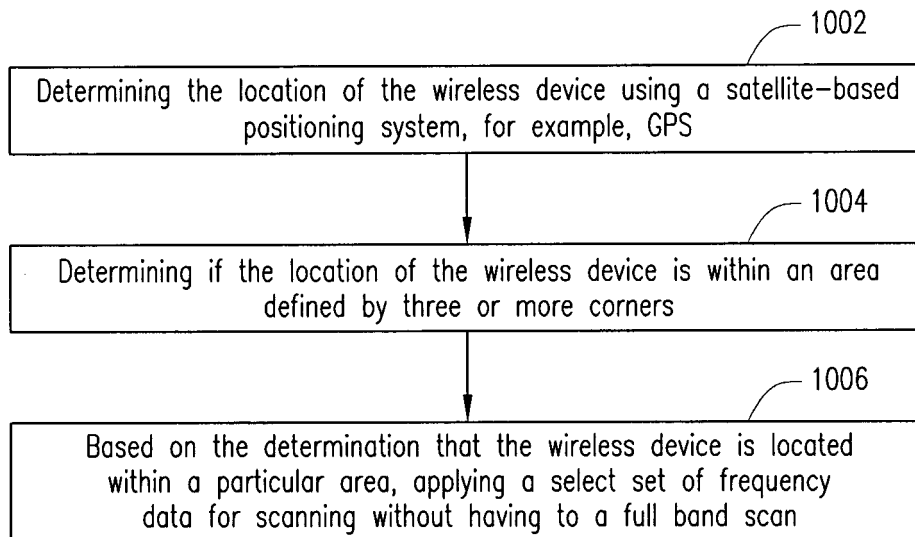 1002
Determining the location of the wireless device using a satellite-based
positioning system, for example, GPS
1004
Determining if the location of the wireless device is within an area
defined by three or more corners
1006
Based on the determination that the wireless device is located
within a particular area, applying a select set of frequency
data for scanning without having to a full band scan